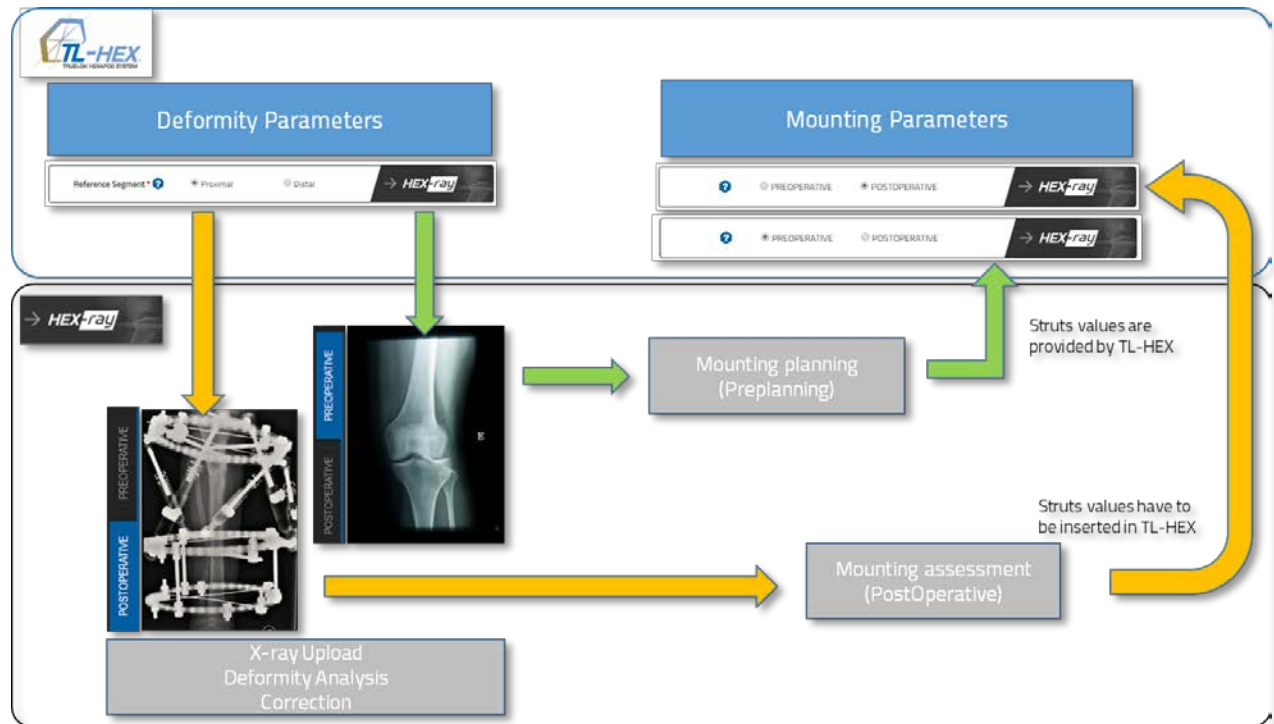 TL-HEX
TRUELOK HEXAPOD SYSTEM
Deformity Parameters
Mounting Parameters
Reference Segment * ? Proximal Distal → HEX-ray
? PREOPERATIVE POSTOPERATIVE → HEX-ray
? PREOPERATIVE POSTOPERATIVE → HEX-ray
→ HEX-ray
PREOPERATIVE
POSTOPERATIVE
E
PREOPERATIVE
POSTOPERATIVE
Mounting planning
(Preplanning)
Struts values are
provided by TL-HEX
Struts values have to
be inserted in TL-HEX
Mounting assessment
(PostOperative)
X-ray Upload
Deformity Analysis
Correction